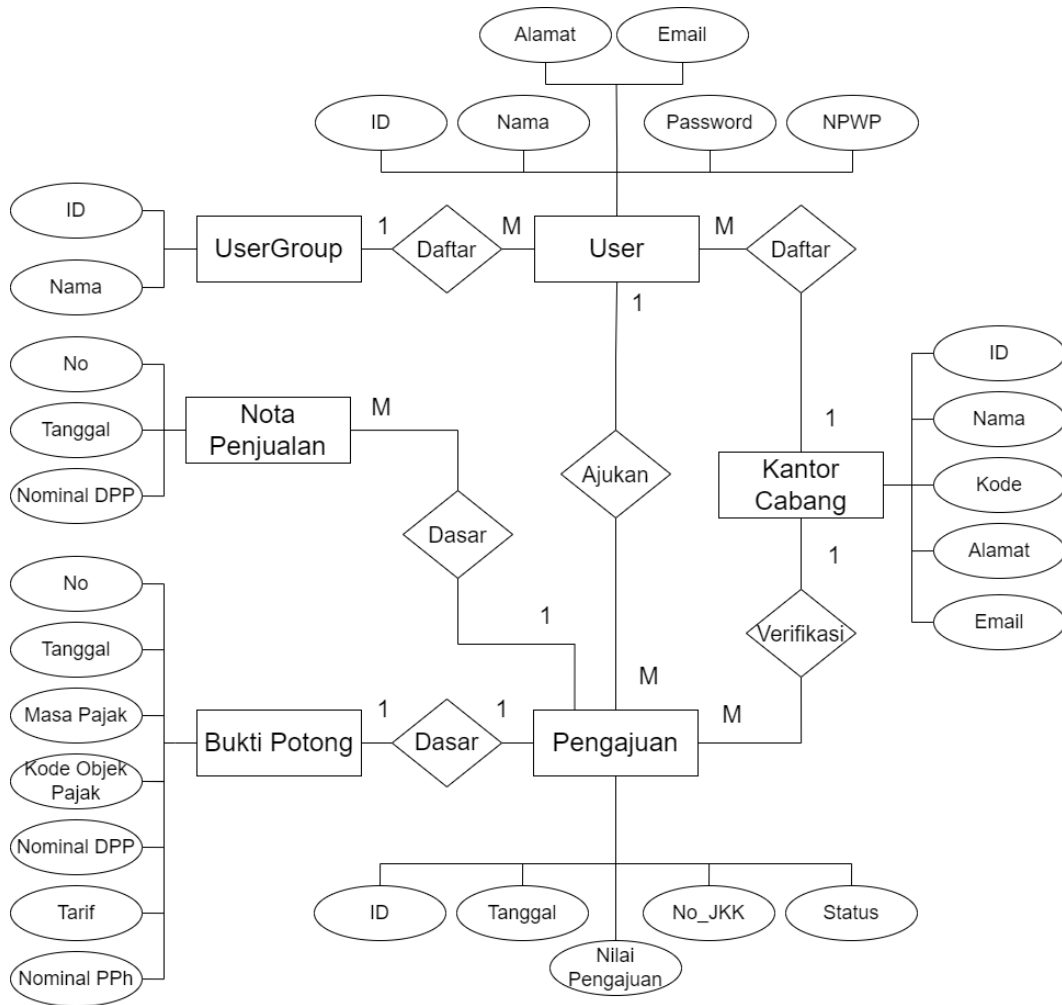 Alamat
Email
ID
Nama
Password
NPWP
ID
Nama
UserGroup
1
Daftar
M
User
M
Daftar
1
No
Tanggal
Nominal DPP
Nota
Penjualan
M
Dasar
1
Ajukan
M
1
Kantor
Cabang
1
ID
Nama
Kode
Alamat
Email
Verifikasi
M
No
Tanggal
Masa Pajak
Kode Objek
Pajak
Nominal DPP
Tarif
Nominal PPh
Bukti Potong
1
Dasar
1
Pengajuan
ID
Tanggal
No_JKK
Status
Nilai
Pengajuan